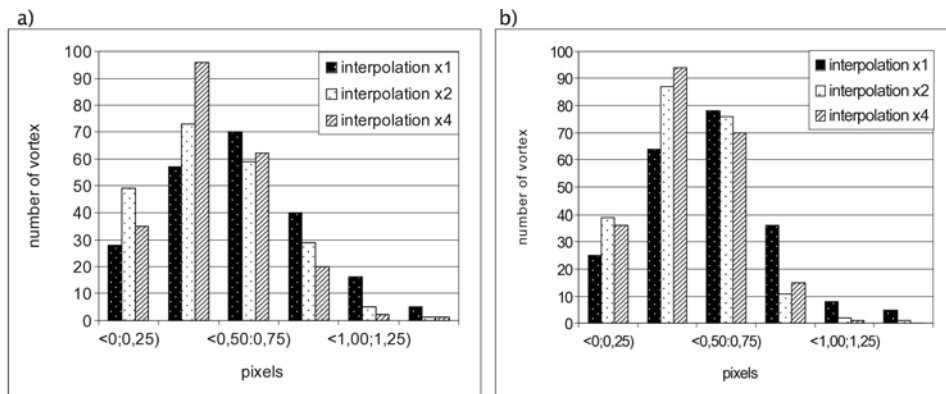 a)
number of vortex
100
90
80
70
60
50
40
30
20
10
0
interpolation x1
interpolation x2
interpolation x4
<0;0,25)
<0,50:0,75)
<1,00;1,25)
pixels
b)
number of vortex
100
90
80
70
60
50
40
30
20
10
0
interpolation x1
interpolation x2
interpolation x4
<0;0,25)
<0,50:0,75)
<1,00;1,25)
pixels